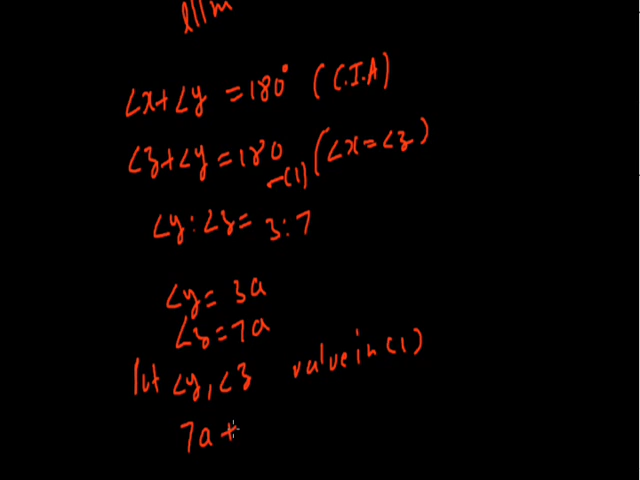 l||m
∠x+∠y = 180° (C.I.A)
∠z+∠y = 180 -(1) (∠x=∠z)
∠y : ∠z = 3:7
∠y = 3a
∠z = 7a
Put ∠y, ∠z value in (1)
7a +